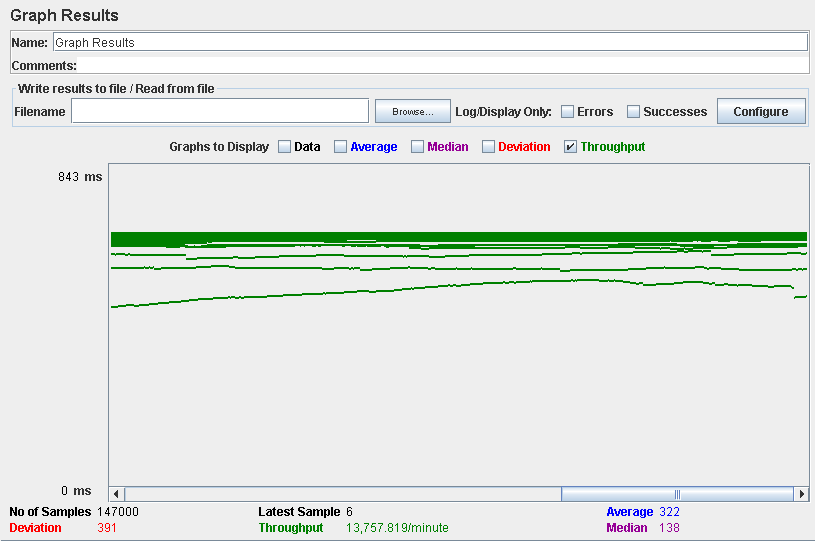 Graph Results
Name: Graph Results
Comments:
Write results to file / Read from file
Filename Browse... Log/Display Only: Errors Successes Configure
Graphs to Display Data Average Median Deviation Throughput
843 ms
0 ms
No of Samples 147000 Latest Sample 6 Average 322
Deviation 391 Throughput 13,757.819/minute Median 138